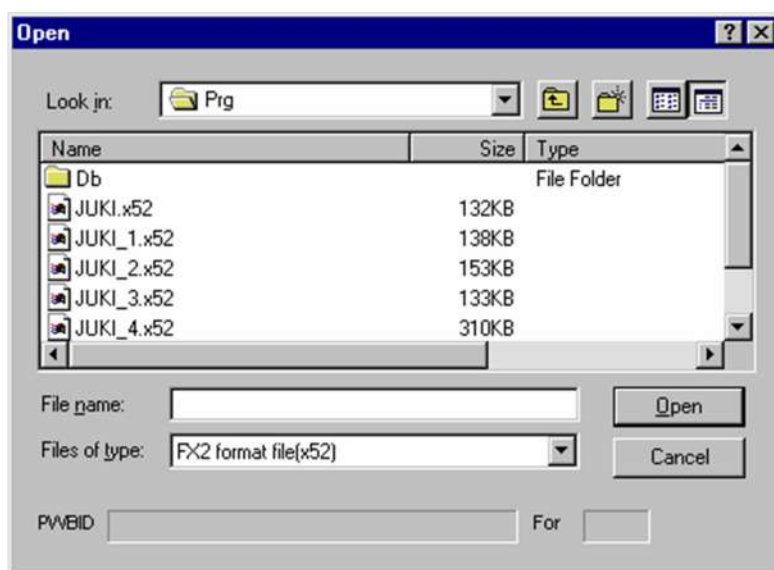 Open
Look in: Prg
Name Size Type
Db File Folder
JUKI.x52 132KB
JUKI_1.x52 138KB
JUKI_2.x52 153KB
JUKI_3.x52 133KB
JUKI_4.x52 310KB
File name: Open
Files of type: FX2 format file(x52) Cancel
PWBID For